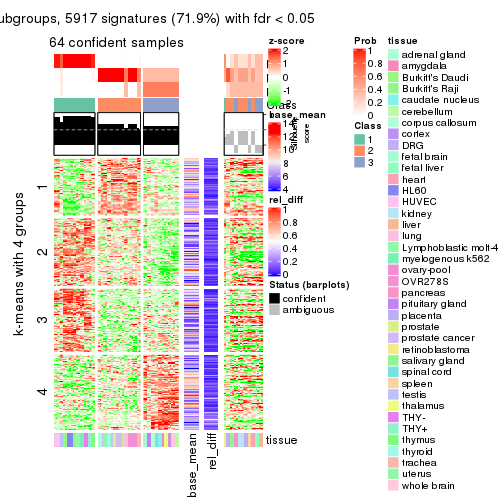 ubgroups, 5917 signatures (71.9%) with fdr < 0.05
64 confident samples
k-means with 4 groups
1
2
3
4
Class
silhouette
score
base_mean
rel_diff
tissue
z-score
2
1
0
-1
-2
base_mean
14
12
10
8
6
4
rel_diff
1
0.8
0.6
0.4
0.2
0
Status (barplots)
confident
ambiguous
Prob
1
0.8
0.6
0.4
0.2
0
Class
1
2
3
tissue
adrenal gland
amygdala
Burkitt's Daudi
Burkitt's Raji
caudate nucleus
cerebellum
corpus callosum
cortex
DRG
fetal brain
fetal liver
heart
HL60
HUVEC
kidney
liver
lung
Lymphoblastic molt-4
myelogenous k562
ovary-pool
OVR278S
pancreas
pituitary gland
placenta
prostate
prostate cancer
retinoblastoma
salivary gland
spinal cord
spleen
testis
thalamus
THY-
THY+
thymus
thyroid
trachea
uterus
whole brain